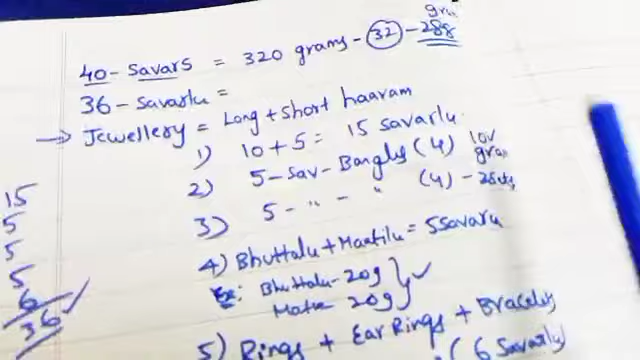 40 - Savars = 320 grams - 32 - 288 gram
36 - Savarlu =
→ Jewellery = Long + short haaram
1) 10 + 5 = 15 savarlu.
2) 5 - Sav - Bangles (4)
3) 5 - " - " (4) -
4) Bhuttalu + Maatilu = 5 Savaru
Ex: Bhuttalu - 20g
20g
5) Rings + Ear Rings + Bracelets
( 6 Savarlu)
15
5
5
5
6
36 ✓